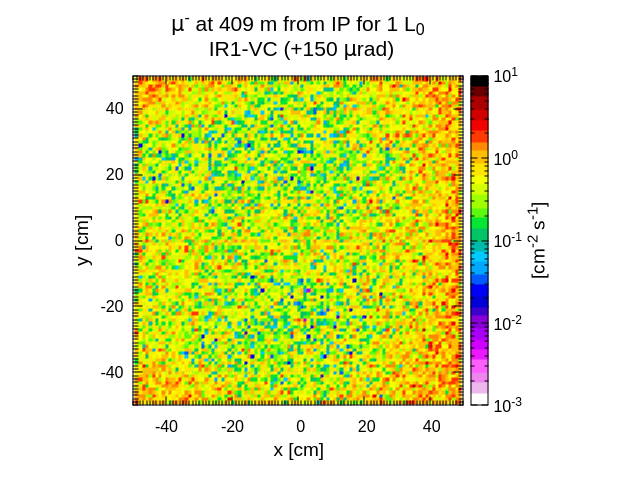 μ⁻ at 409 m from IP for 1 L₀
IR1-VC (+150 μrad)
10¹
40
10⁰
20
y [cm]
0
10⁻¹
[cm⁻² s⁻¹]
-20
10⁻²
-40
10⁻³
-40 -20 0 20 40
x [cm]